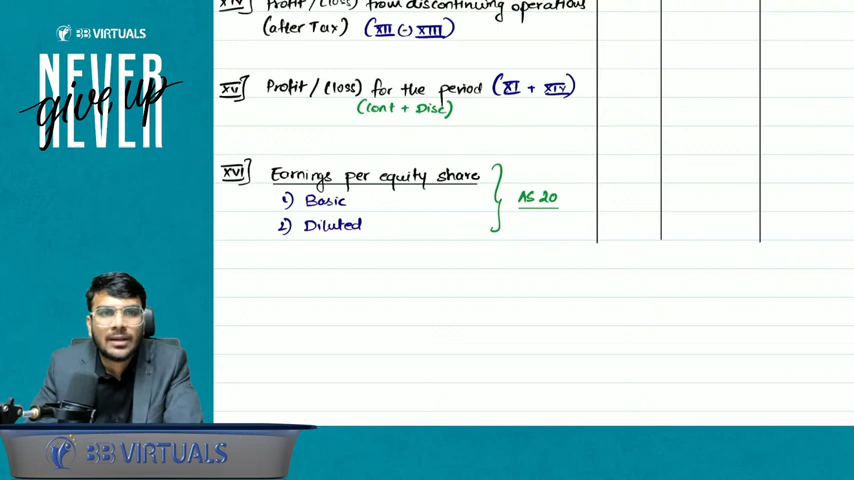 BB VIRTUALS
NEVER
give up
NEVER
XIV] Profit / (Loss) from discontinuing operations
(after Tax) (XII (-) XIII)
XV] Profit / (Loss) for the period (XI + XIV)
(Cont + Disc)
XVI] Earnings per equity share
1) Basic
2) Diluted
AS 20
BB VIRTUALS